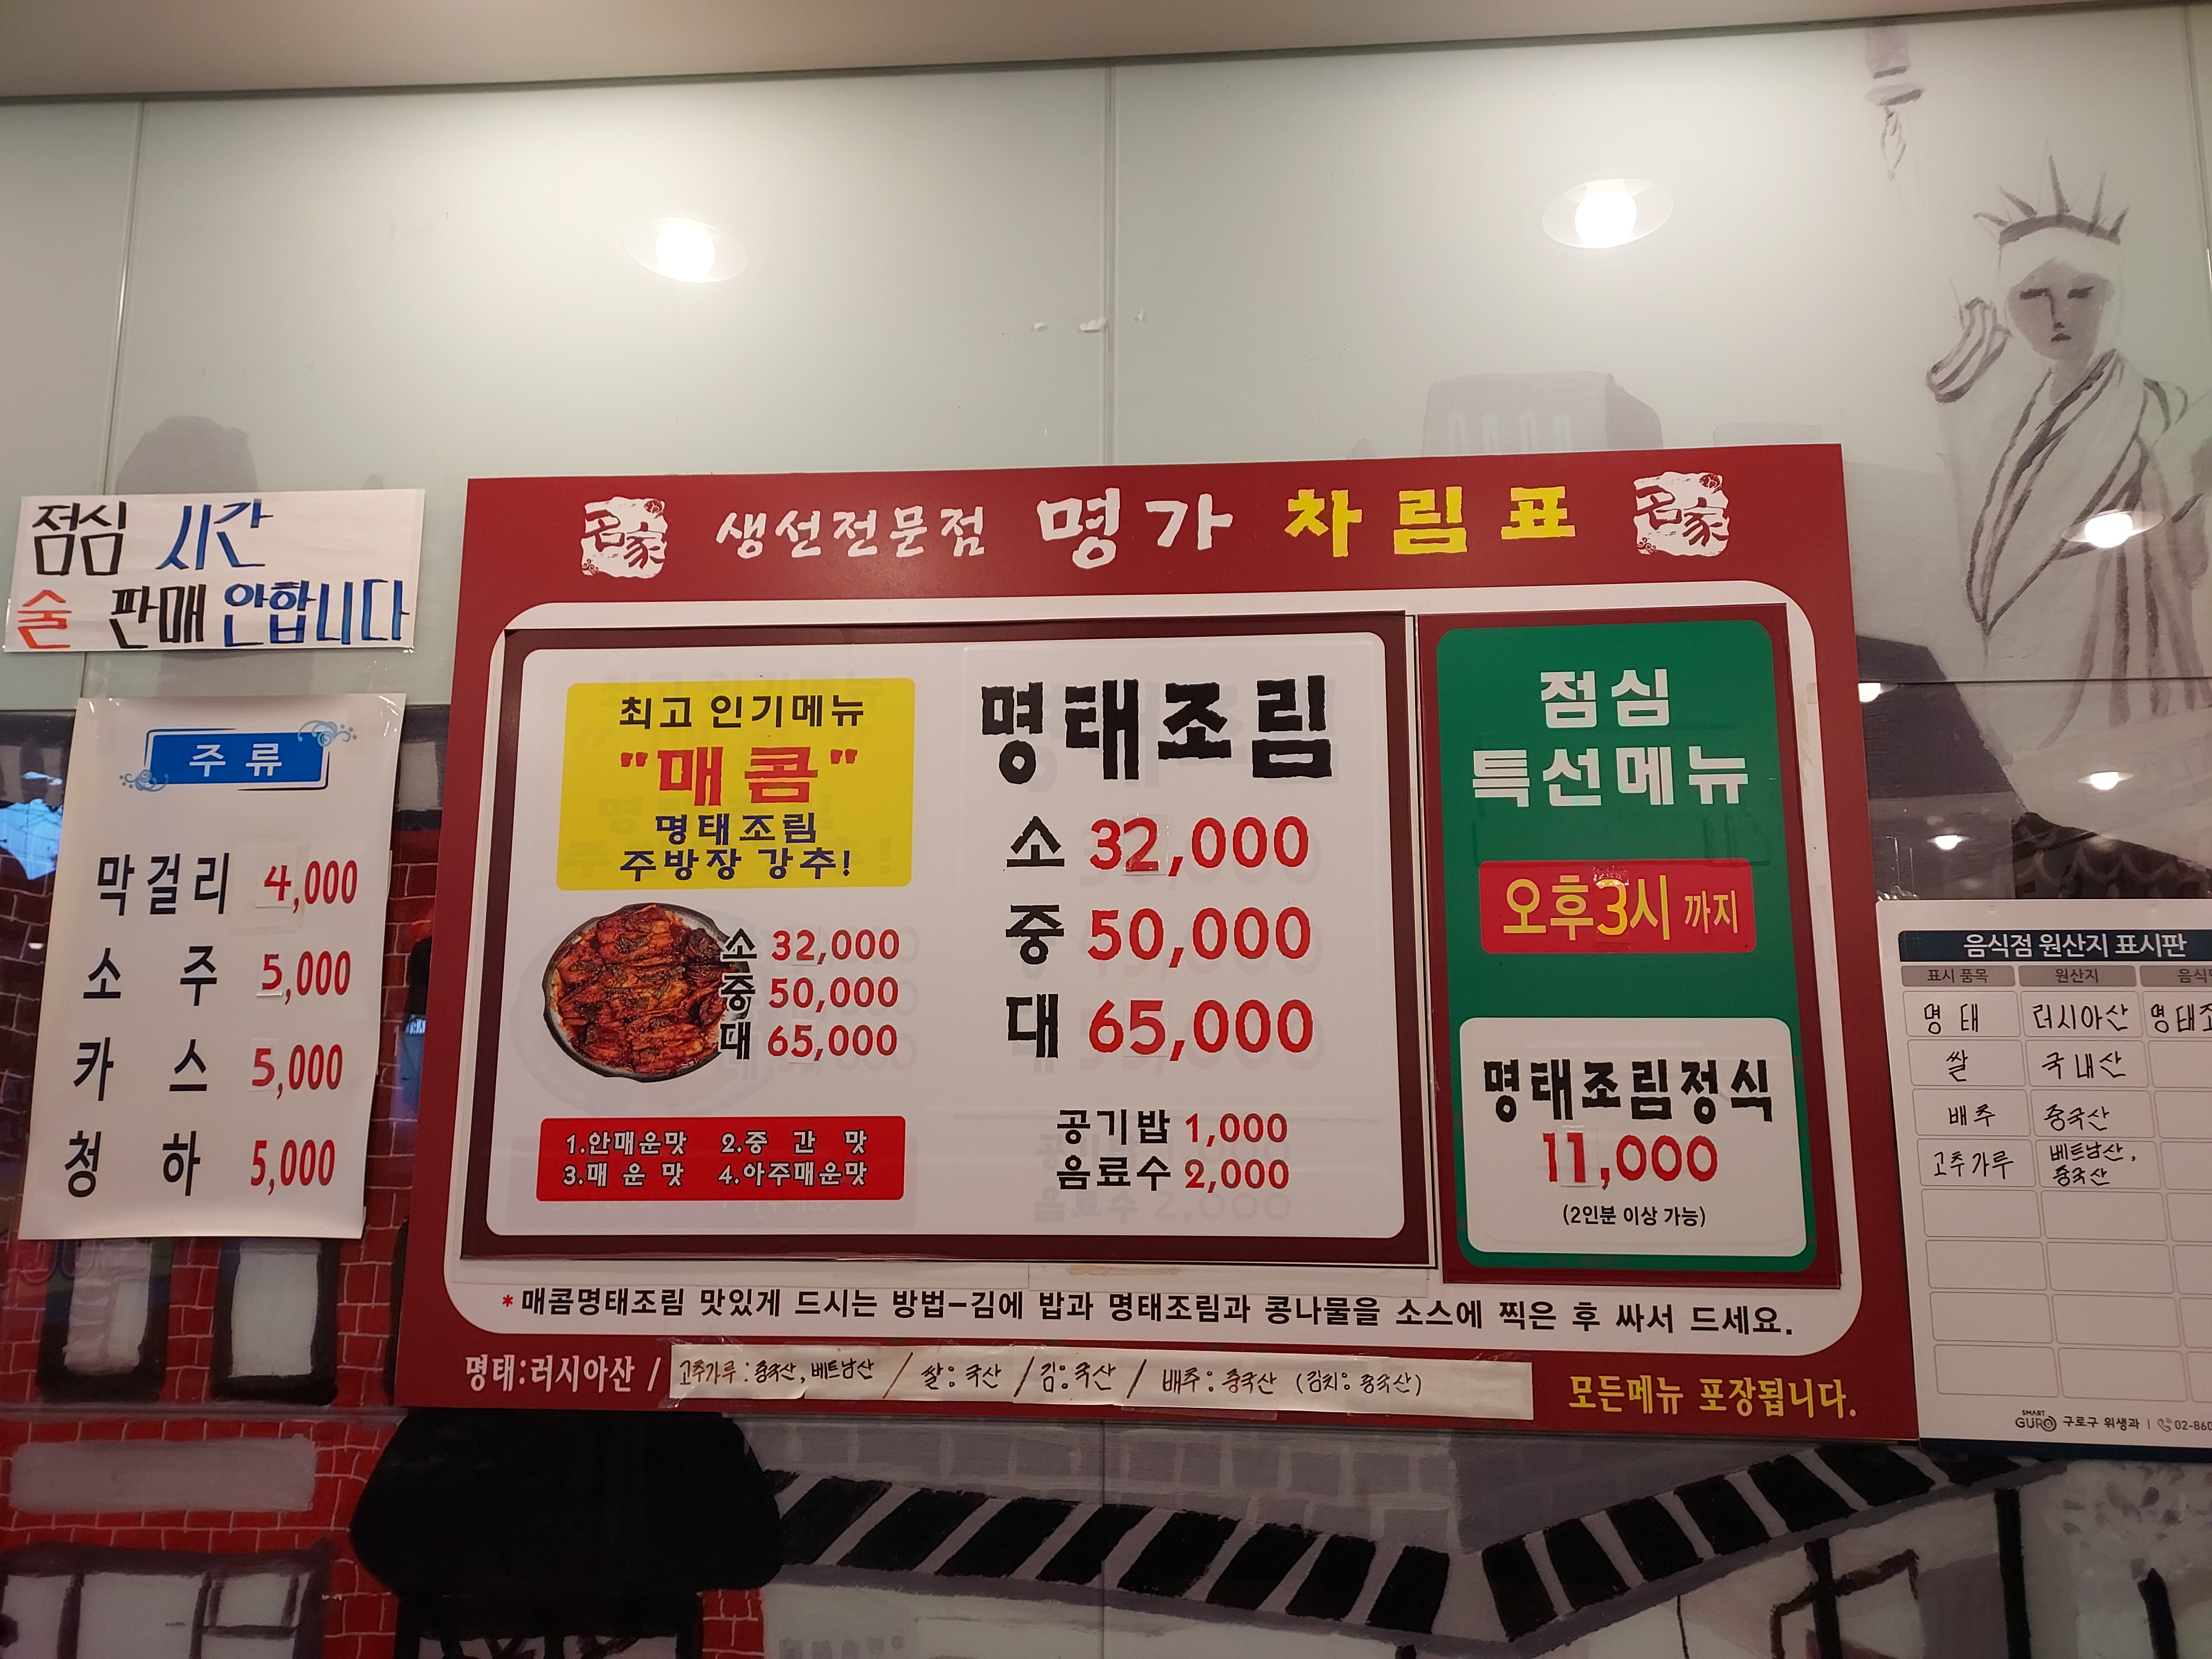 점심 시간
술 판매 안합니다
주류
막걸리 4,000
소주 5,000
카스 5,000
청하 5,000
名家 생선전문점 명가 차림표 名家
최고 인기메뉴
"매콤"
명태조림
주방장 강추!
소 32,000
중 50,000
대 65,000
1.안매운맛 2.중 간 맛
3.매 운 맛 4.아주매운맛
명태조림
소 32,000
중 50,000
대 65,000
공기밥 1,000
음료수 2,000
점심
특선메뉴
오후3시 까지
명태조림정식
11,000
(2인분 이상 가능)
*매콤명태조림 맛있게 드시는 방법-김에 밥과 명태조림과 콩나물을 소스에 찍은 후 싸서 드세요.
명태:러시아산 / 고추가루 : 중국산, 베트남산 / 쌀: 국산 / 김: 국산 / 배추: 중국산 (김치: 중국산)
모든메뉴 포장됩니다.
음식점 원산지 표시판
표시 품목 원산지 음식
명태 러시아산 명태조
쌀 국내산
배추 중국산
고추가루 베트남산, 중국산
SMART GURO 구로구 위생과 | 02-860